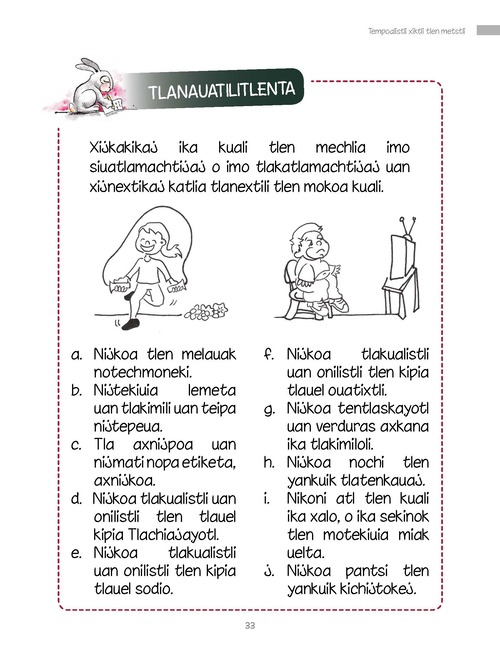 Tempoalistli xiktli tlen metstli
TLANAUATILITLENTA
Xijkakikaj ika kuali tlen mechlia imo
siuatlamachtijaj o imo tlakatlamachtijaj uan
xijnextikaj katlia tlanextili tlen mokoa kuali.
a. Nijkoa tlen melauak
notechmoneki.
b. Nijtekiuia lemeta
uan tlakimili uan teipa
nijtepeua.
c. Tla axnijpoa uan
nijmati nopa etiketa,
axnijkoa.
d. Nijkoa tlakualistli uan
onilistli tlen tlauel
kipia Tlachiajayotl.
e. Nijkoa tlakualistli
uan onilistli tlen kipia
tlauel sodio.
f. Nijkoa tlakualistli
uan onilistli tlen kipia
tlauel ouatixtli.
g. Nijkoa tentlaskayotl
uan verduras axkana
ika tlakimiloli.
h. Nijkoa nochi tlen
yankuik tlatenkauaj.
i. Nikoni atl tlen kuali
ika xalo, o ika sekinok
tlen motekiuia miak
uelta.
j. Nijkoa pantsi tlen
yankuik kichijtokej.
33